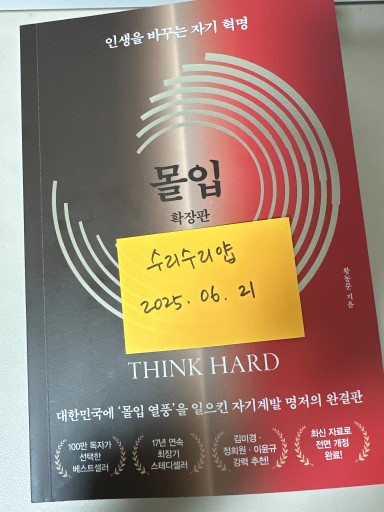 인생을 바꾸는 자기 혁명
몰입
확장판
황농문 지음
수리수리얍
2025. 06. 21
THINK HARD
대한민국에 '몰입 열풍'을 일으킨 자기계발 명저의 완결판
100만 독자가
선택한
베스트셀러
17년 연속
최장기
스테디셀러
김미경·
정희원·이윤규
강력 추천!
최신 자료로
전면 개정
완료!